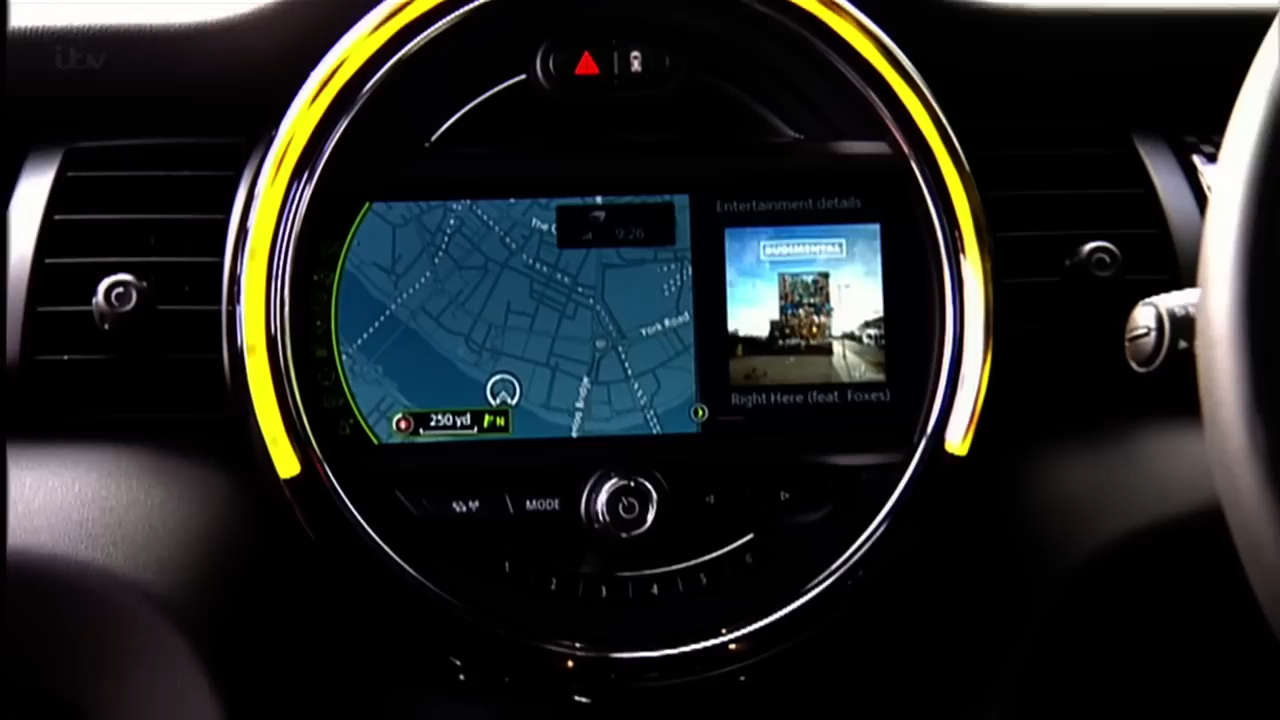 itv
The
9:26
Entertainment details
RUDIMENTAL
York Road
250 yd
N
Right Here (feat. Foxes)
MODE
1 2 3 4 5 6